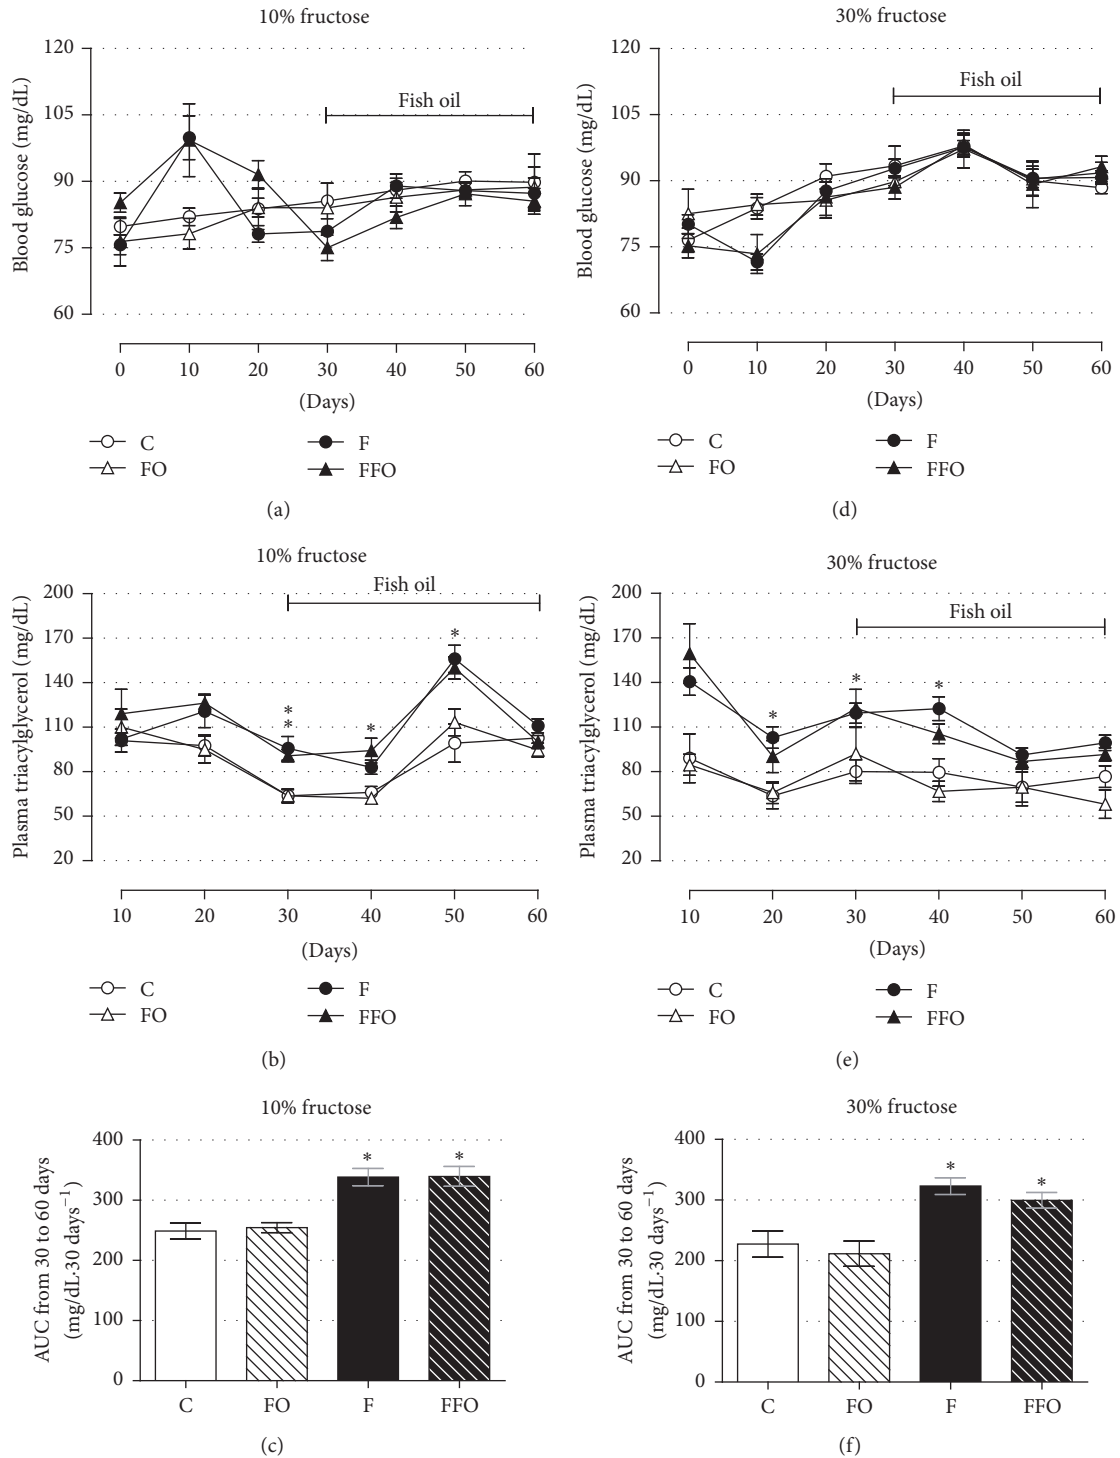 10% fructose
Blood glucose (mg/dL)
120
105
90
75
60
Fish oil
0 10 20 30 40 50 60
(Days)
C F
FO FFO
(a)
30% fructose
Blood glucose (mg/dL)
120
105
90
75
60
Fish oil
0 10 20 30 40 50 60
(Days)
C F
FO FFO
(d)
10% fructose
Plasma triacylglycerol (mg/dL)
200
170
140
110
80
50
20
Fish oil
*
*
* *
10 20 30 40 50 60
(Days)
C F
FO FFO
(b)
30% fructose
Plasma triacylglycerol (mg/dL)
200
170
140
110
80
50
20
Fish oil
* * *
10 20 30 40 50 60
(Days)
C F
FO FFO
(e)
10% fructose
AUC from 30 to 60 days
(mg/dL·30 days⁻¹)
400
300
200
100
0
* *
C FO F FFO
(c)
30% fructose
AUC from 30 to 60 days
(mg/dL·30 days⁻¹)
400
300
200
100
0
* *
C FO F FFO
(f)